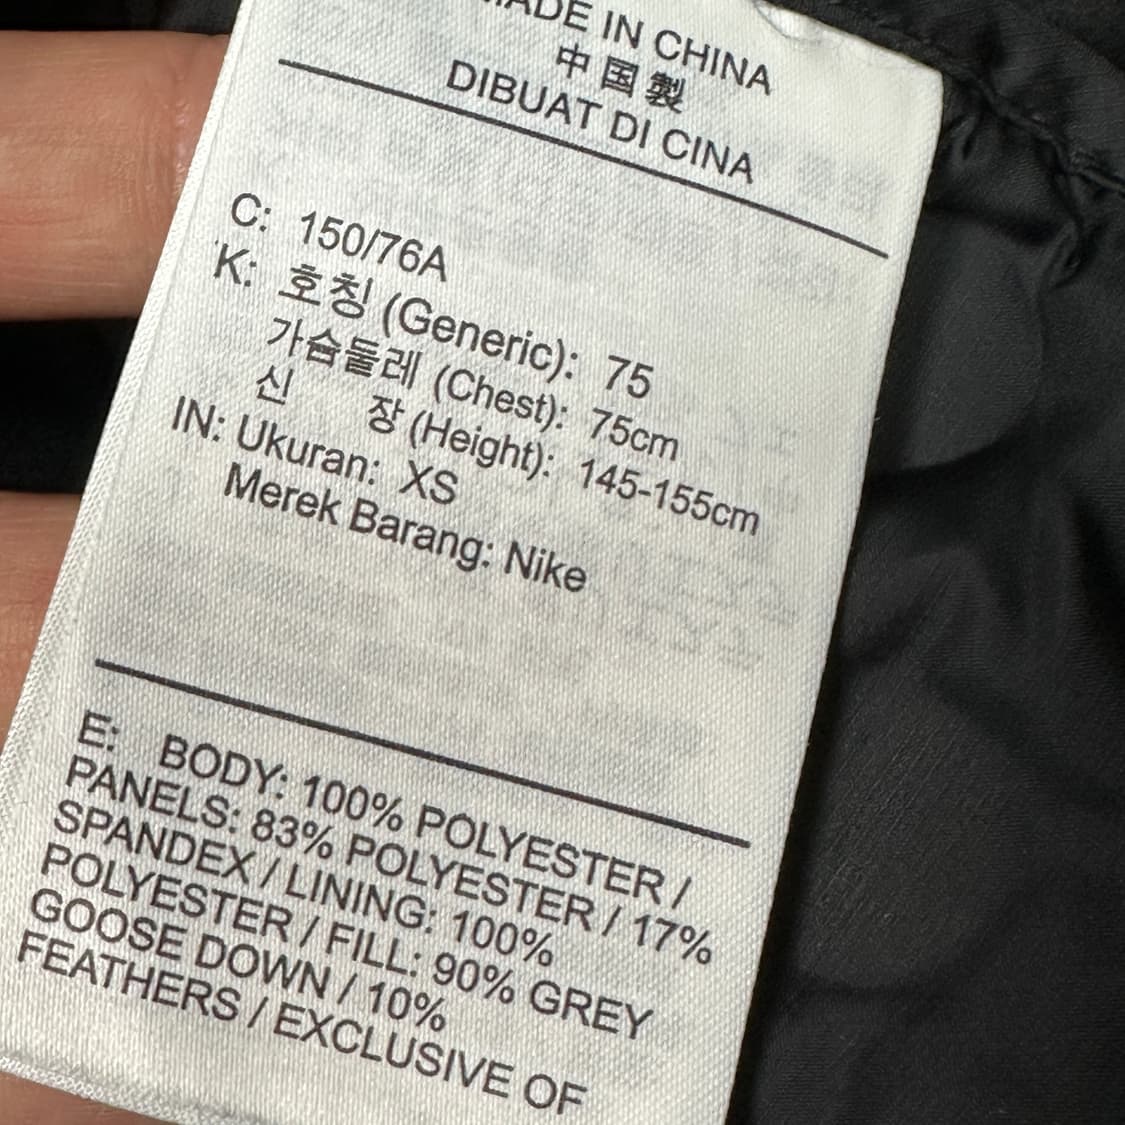 MADE IN CHINA
中国製
DIBUAT DI CINA
C: 150/76A
K: 호칭 (Generic): 75
가슴둘레 (Chest): 75cm
신 장 (Height): 145-155cm
IN: Ukuran: XS
Merek Barang: Nike
E: BODY: 100% POLYESTER /
PANELS: 83% POLYESTER / 17%
SPANDEX / LINING: 100%
POLYESTER / FILL: 90% GREY
GOOSE DOWN / 10%
FEATHERS / EXCLUSIVE OF